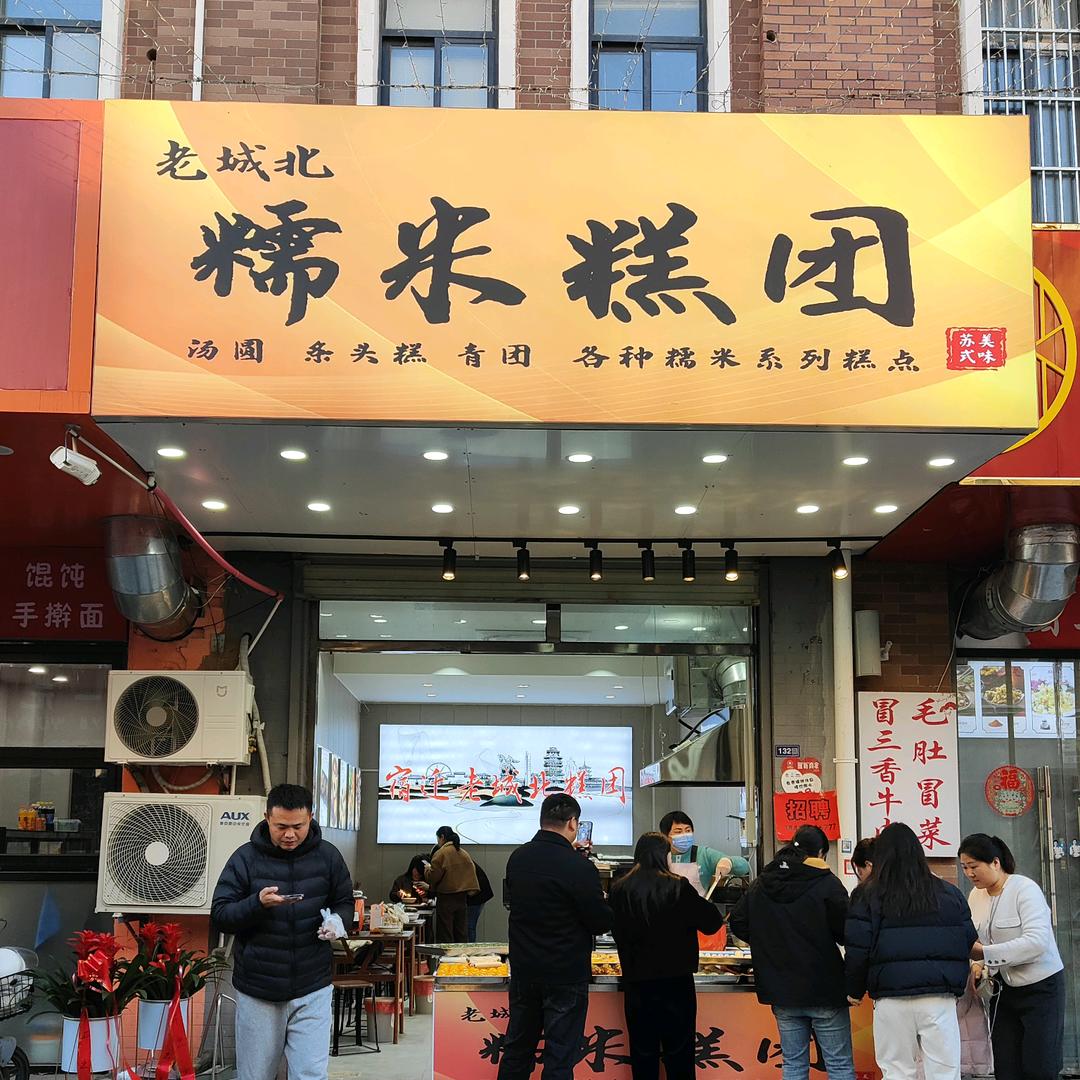 老城北
糯米糕团
汤圆 条头糕 青团 各种糯米系列糕点
苏式
美味
馄饨
手擀面
AUX
宿迁老城北糕团
132
招聘
毛肚冒菜
冒三香牛
福
老城
糯米糕团